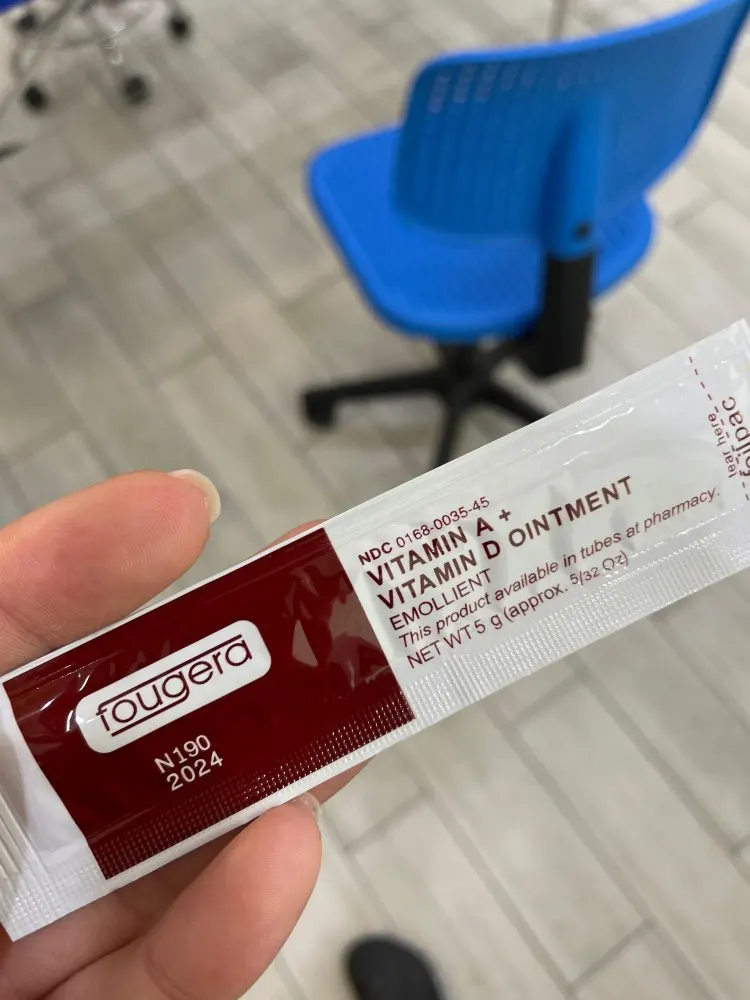 fougera
N190
2024
NDC 0168-0035-45
VITAMIN A +
VITAMIN D OINTMENT
EMOLLIENT
This product available in tubes at pharmacy.
NET WT 5 g (approx. 5/32 Oz)
tear here
foilpac